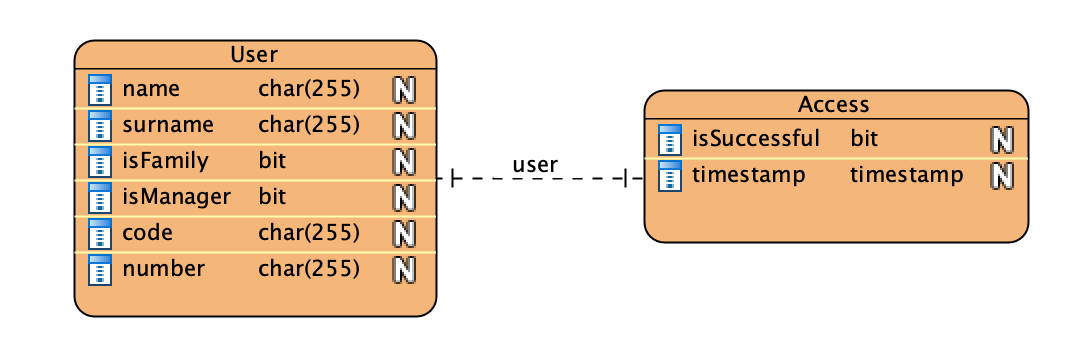 User
name char(255) N
surname char(255) N
isFamily bit N
isManager bit N
code char(255) N
number char(255) N
user
Access
isSuccessful bit N
timestamp timestamp N